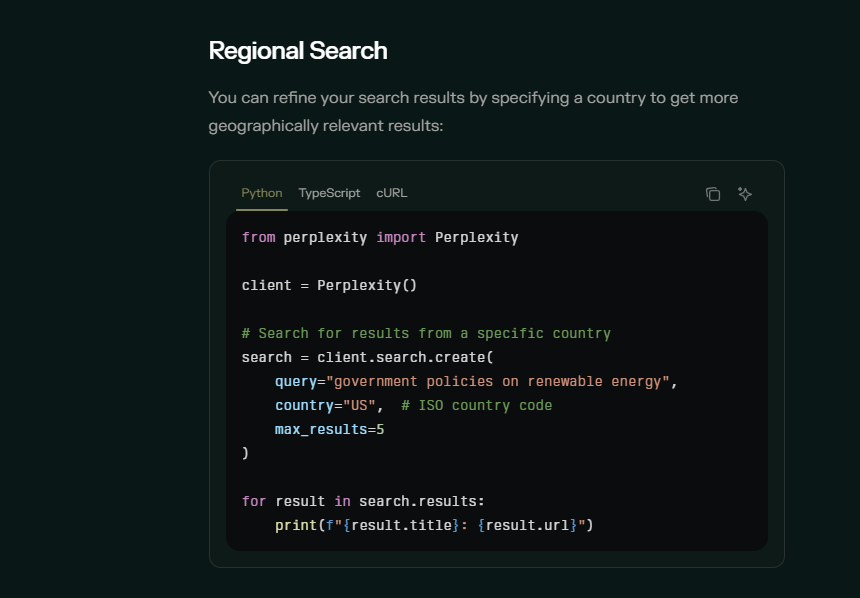 Regional Search
You can refine your search results by specifying a country to get more
geographically relevant results:
Python TypeScript cURL
from perplexity import Perplexity
client = Perplexity()
# Search for results from a specific country
search = client.search.create(
    query="government policies on renewable energy",
    country="US",  # ISO country code
    max_results=5
)
for result in search.results:
    print(f"{result.title}: {result.url}")